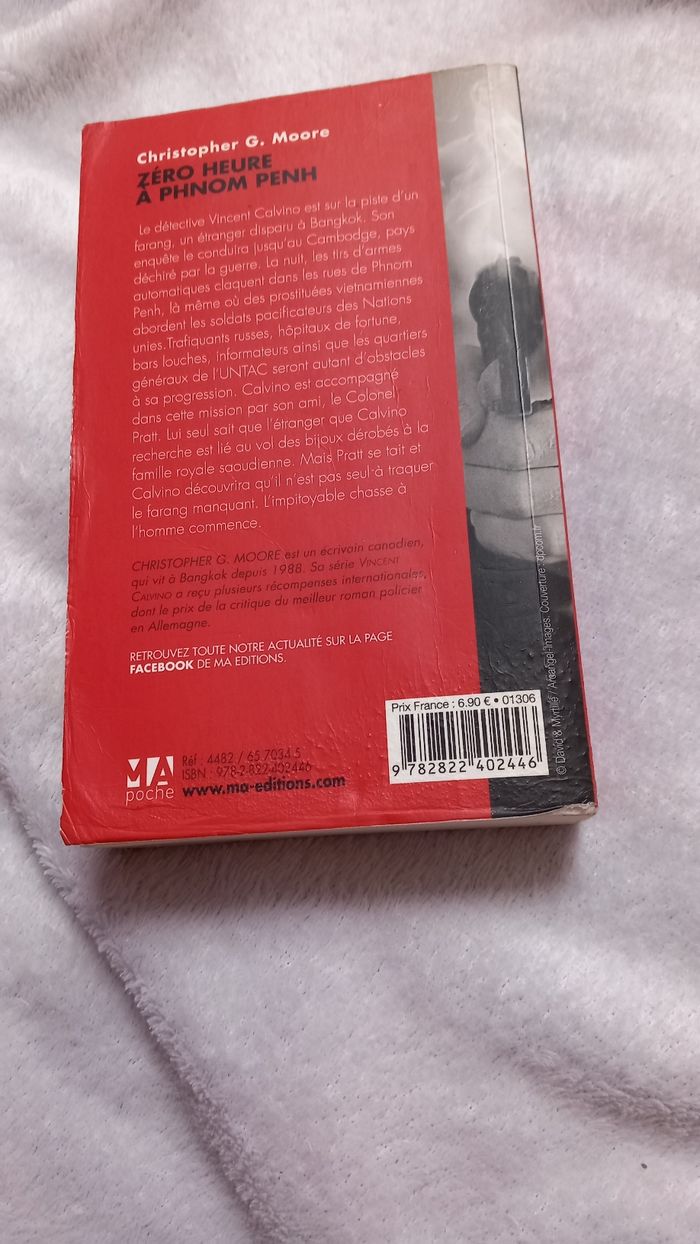 Christopher G. Moore
ZÉRO HEURE
À PHNOM PENH
Le détective Vincent Calvino est sur la piste d'un
farang, un étranger disparu à Bangkok. Son
enquête le conduira jusqu'au Cambodge, pays
déchiré par la guerre. La nuit, les tirs d'armes
automatiques claquent dans les rues de Phnom
Penh, là même où des prostituées vietnamiennes
abordent les soldats pacificateurs des Nations
unies.Trafiquants russes, hôpitaux de fortune,
bars louches, informateurs ainsi que les quartiers
généraux de l'UNTAC seront autant d'obstacles
à sa progression. Calvino est accompagné
dans cette mission par son ami, le Colonel
Pratt. Lui seul sait que l'étranger que Calvino
recherche est lié au vol des bijoux dérobés à la
famille royale saoudienne. Mais Pratt se tait et
Calvino découvrira qu'il n'est pas seul à traquer
le farang manquant. L'impitoyable chasse à
l'homme commence.
CHRISTOPHER G. MOORE est un écrivain canadien,
qui vit à Bangkok depuis 1988. Sa série VINCENT
CALVINO a reçu plusieurs récompenses internationales,
dont le prix de la critique du meilleur roman policier
en Allemagne.
RETROUVEZ TOUTE NOTRE ACTUALITÉ SUR LA PAGE
FACEBOOK DE MA EDITIONS.
Prix France : 6.90 € • 01306
9 782822 402446
MA
poche
Réf : 4482 / 65.7034.5
ISBN : 978-2-822-402446
www.ma-editions.com
© David & Myrtille / Arcangel-Images. Couverture : dpcom.fr